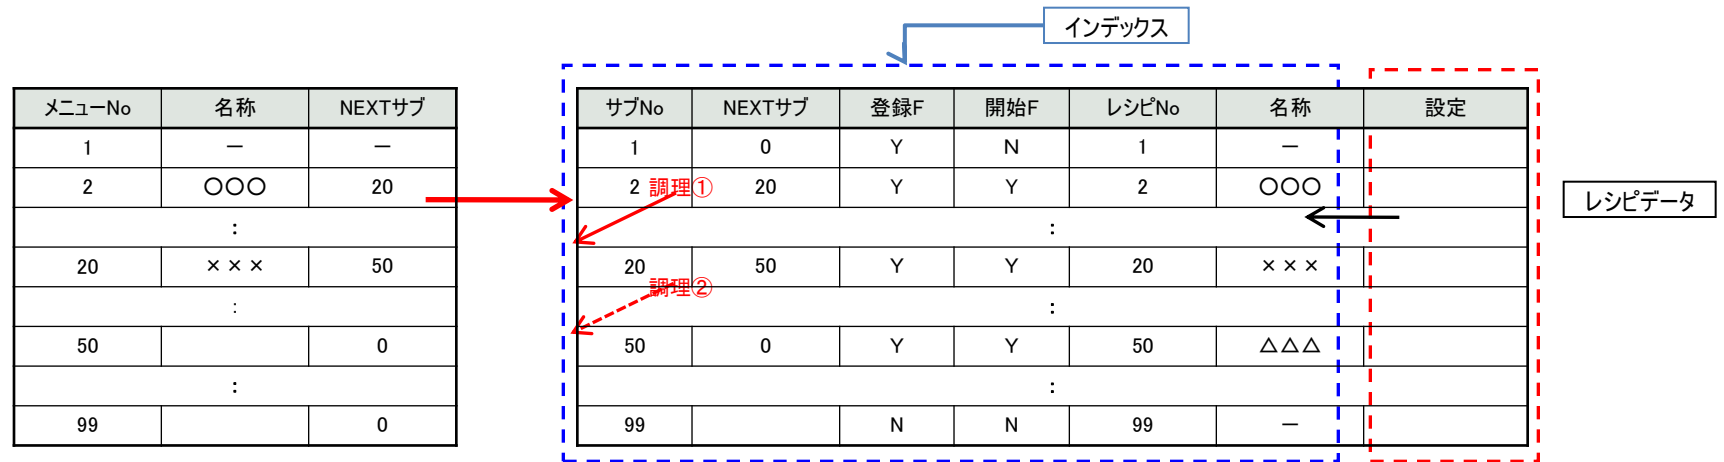 インデックス
メニューNo 名称 NEXTサブ
1 － －
2 〇〇〇 20
：
20 ××× 50
：
50 0
：
99 0
サブNo NEXTサブ 登録F 開始F レシピNo 名称 設定
1 0 Y N 1 －
2 20 Y Y 2 〇〇〇
調理①
：
20 50 Y Y 20 ×××
調理②
：
50 0 Y Y 50 △△△
：
99 N N 99 －
レシピデータ